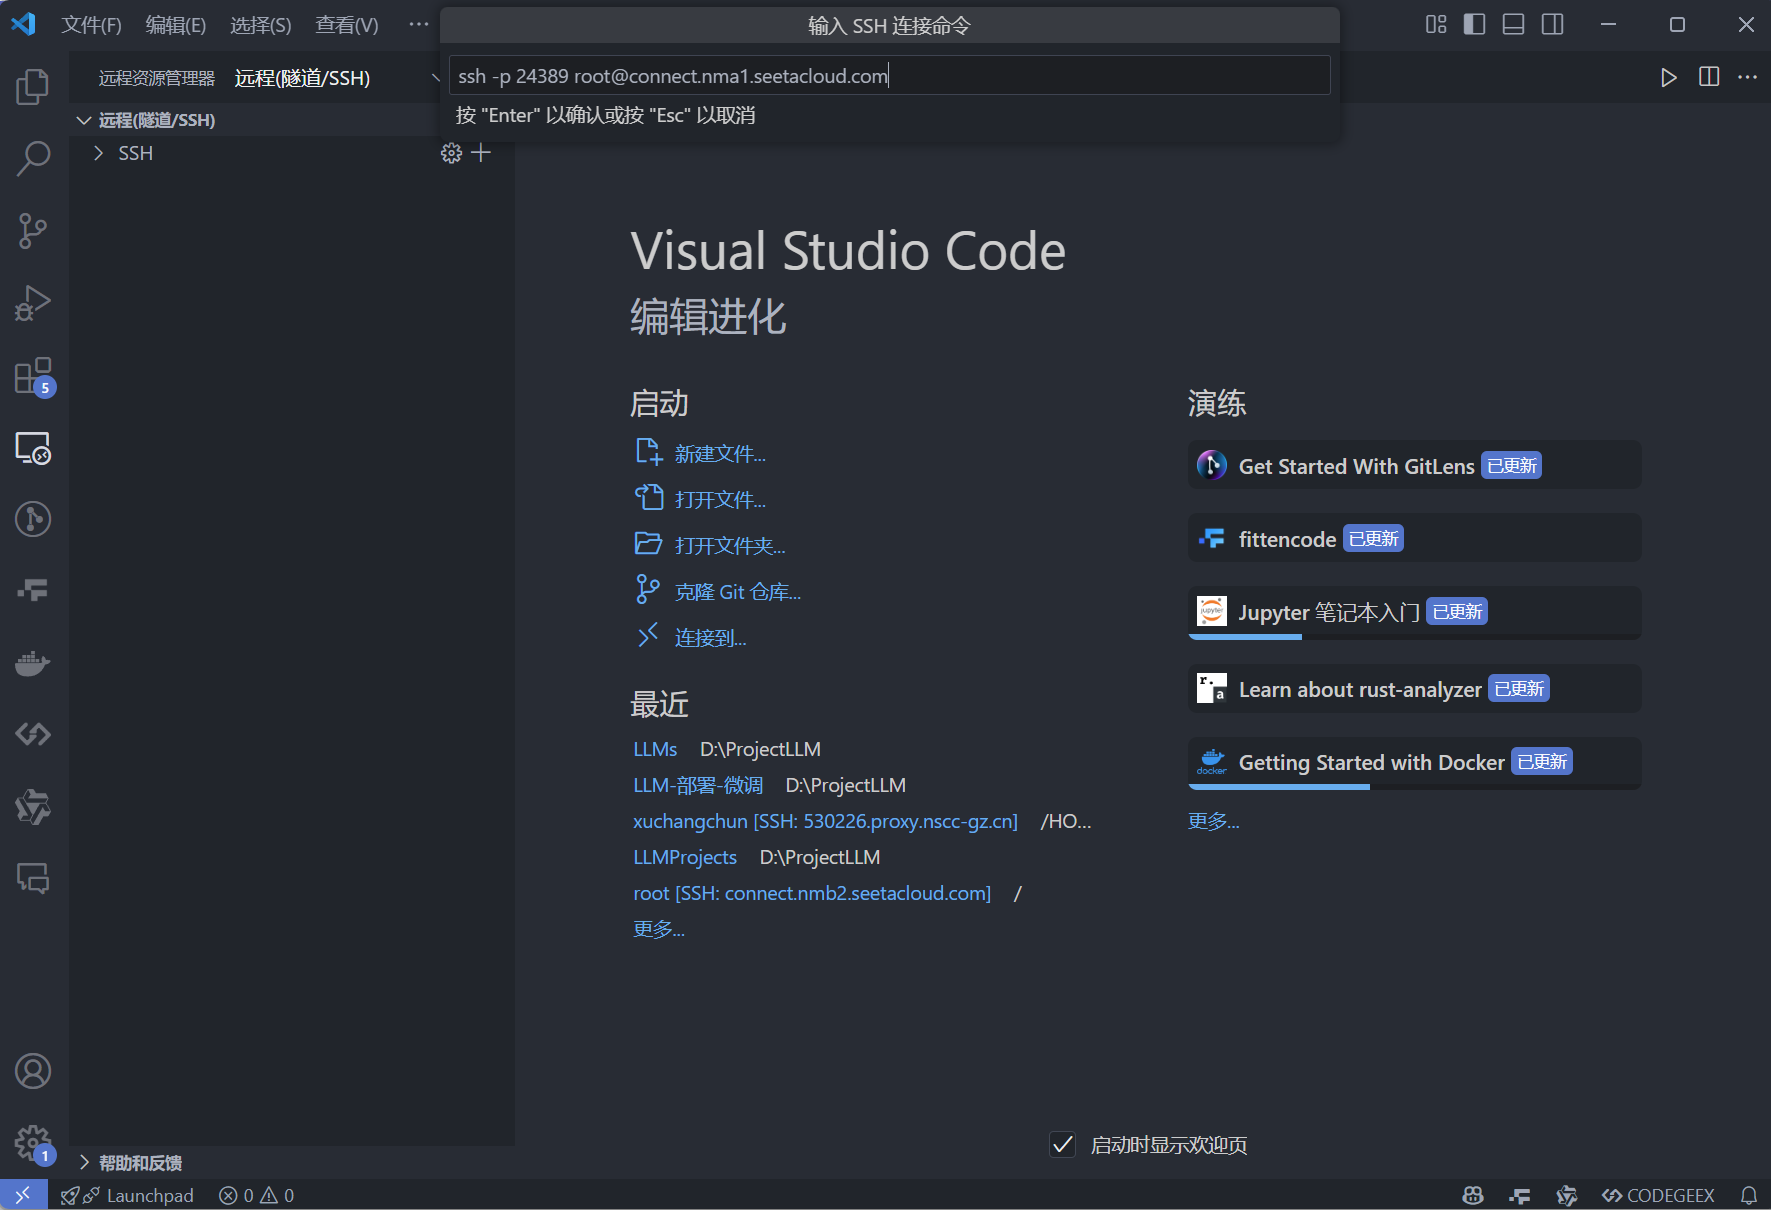 文件(F) 编辑(E) 选择(S) 查看(V) ···
输入 SSH 连接命令
ssh -p 24389 root@connect.nma1.seetacloud.com
按 "Enter" 以确认或按 "Esc" 以取消
远程资源管理器 远程(隧道/SSH)
远程(隧道/SSH)
SSH
Visual Studio Code
编辑进化
启动
新建文件...
打开文件...
打开文件夹...
克隆 Git 仓库...
连接到...
最近
LLMs D:\ProjectLLM
LLM-部署-微调 D:\ProjectLLM
xuchangchun [SSH: 530226.proxy.nscc-gz.cn] /HO...
LLMProjects D:\ProjectLLM
root [SSH: connect.nmb2.seetacloud.com] /
更多...
演练
Get Started With GitLens 已更新
fittencode 已更新
jupyter
Jupyter 笔记本入门 已更新
r. a
Learn about rust-analyzer 已更新
docker
Getting Started with Docker 已更新
更多...
5
1
启动时显示欢迎页
帮助和反馈
Launchpad 0 0
CODEGEEX